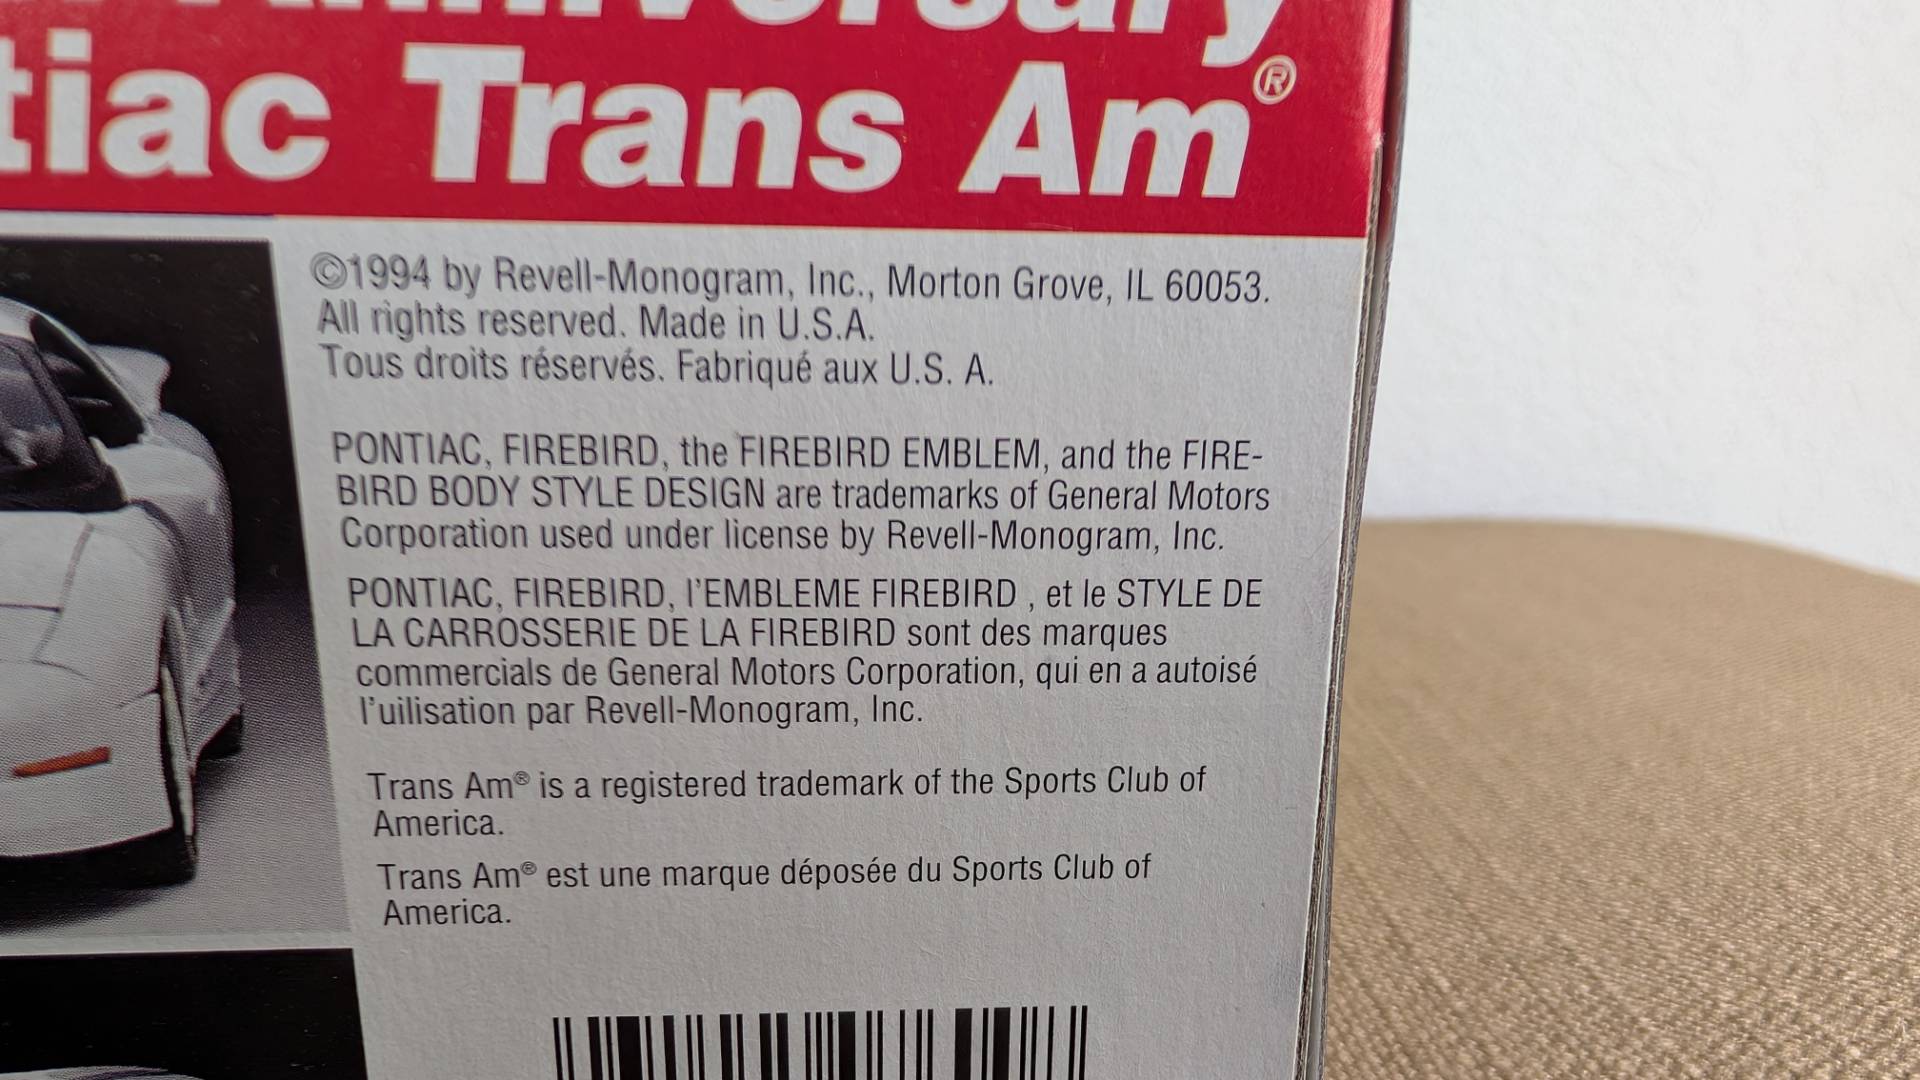 Anniversary
tiac Trans Am®
©1994 by Revell-Monogram, Inc., Morton Grove, IL 60053.
All rights reserved. Made in U.S.A.
Tous droits réservés. Fabriqué aux U.S. A.
PONTIAC, FIREBIRD, the FIREBIRD EMBLEM, and the FIRE-
BIRD BODY STYLE DESIGN are trademarks of General Motors
Corporation used under license by Revell-Monogram, Inc.
PONTIAC, FIREBIRD, l'EMBLEME FIREBIRD , et le STYLE DE
LA CARROSSERIE DE LA FIREBIRD sont des marques
commercials de General Motors Corporation, qui en a autoisé
l'uilisation par Revell-Monogram, Inc.
Trans Am® is a registered trademark of the Sports Club of
America.
Trans Am® est une marque déposée du Sports Club of
America.